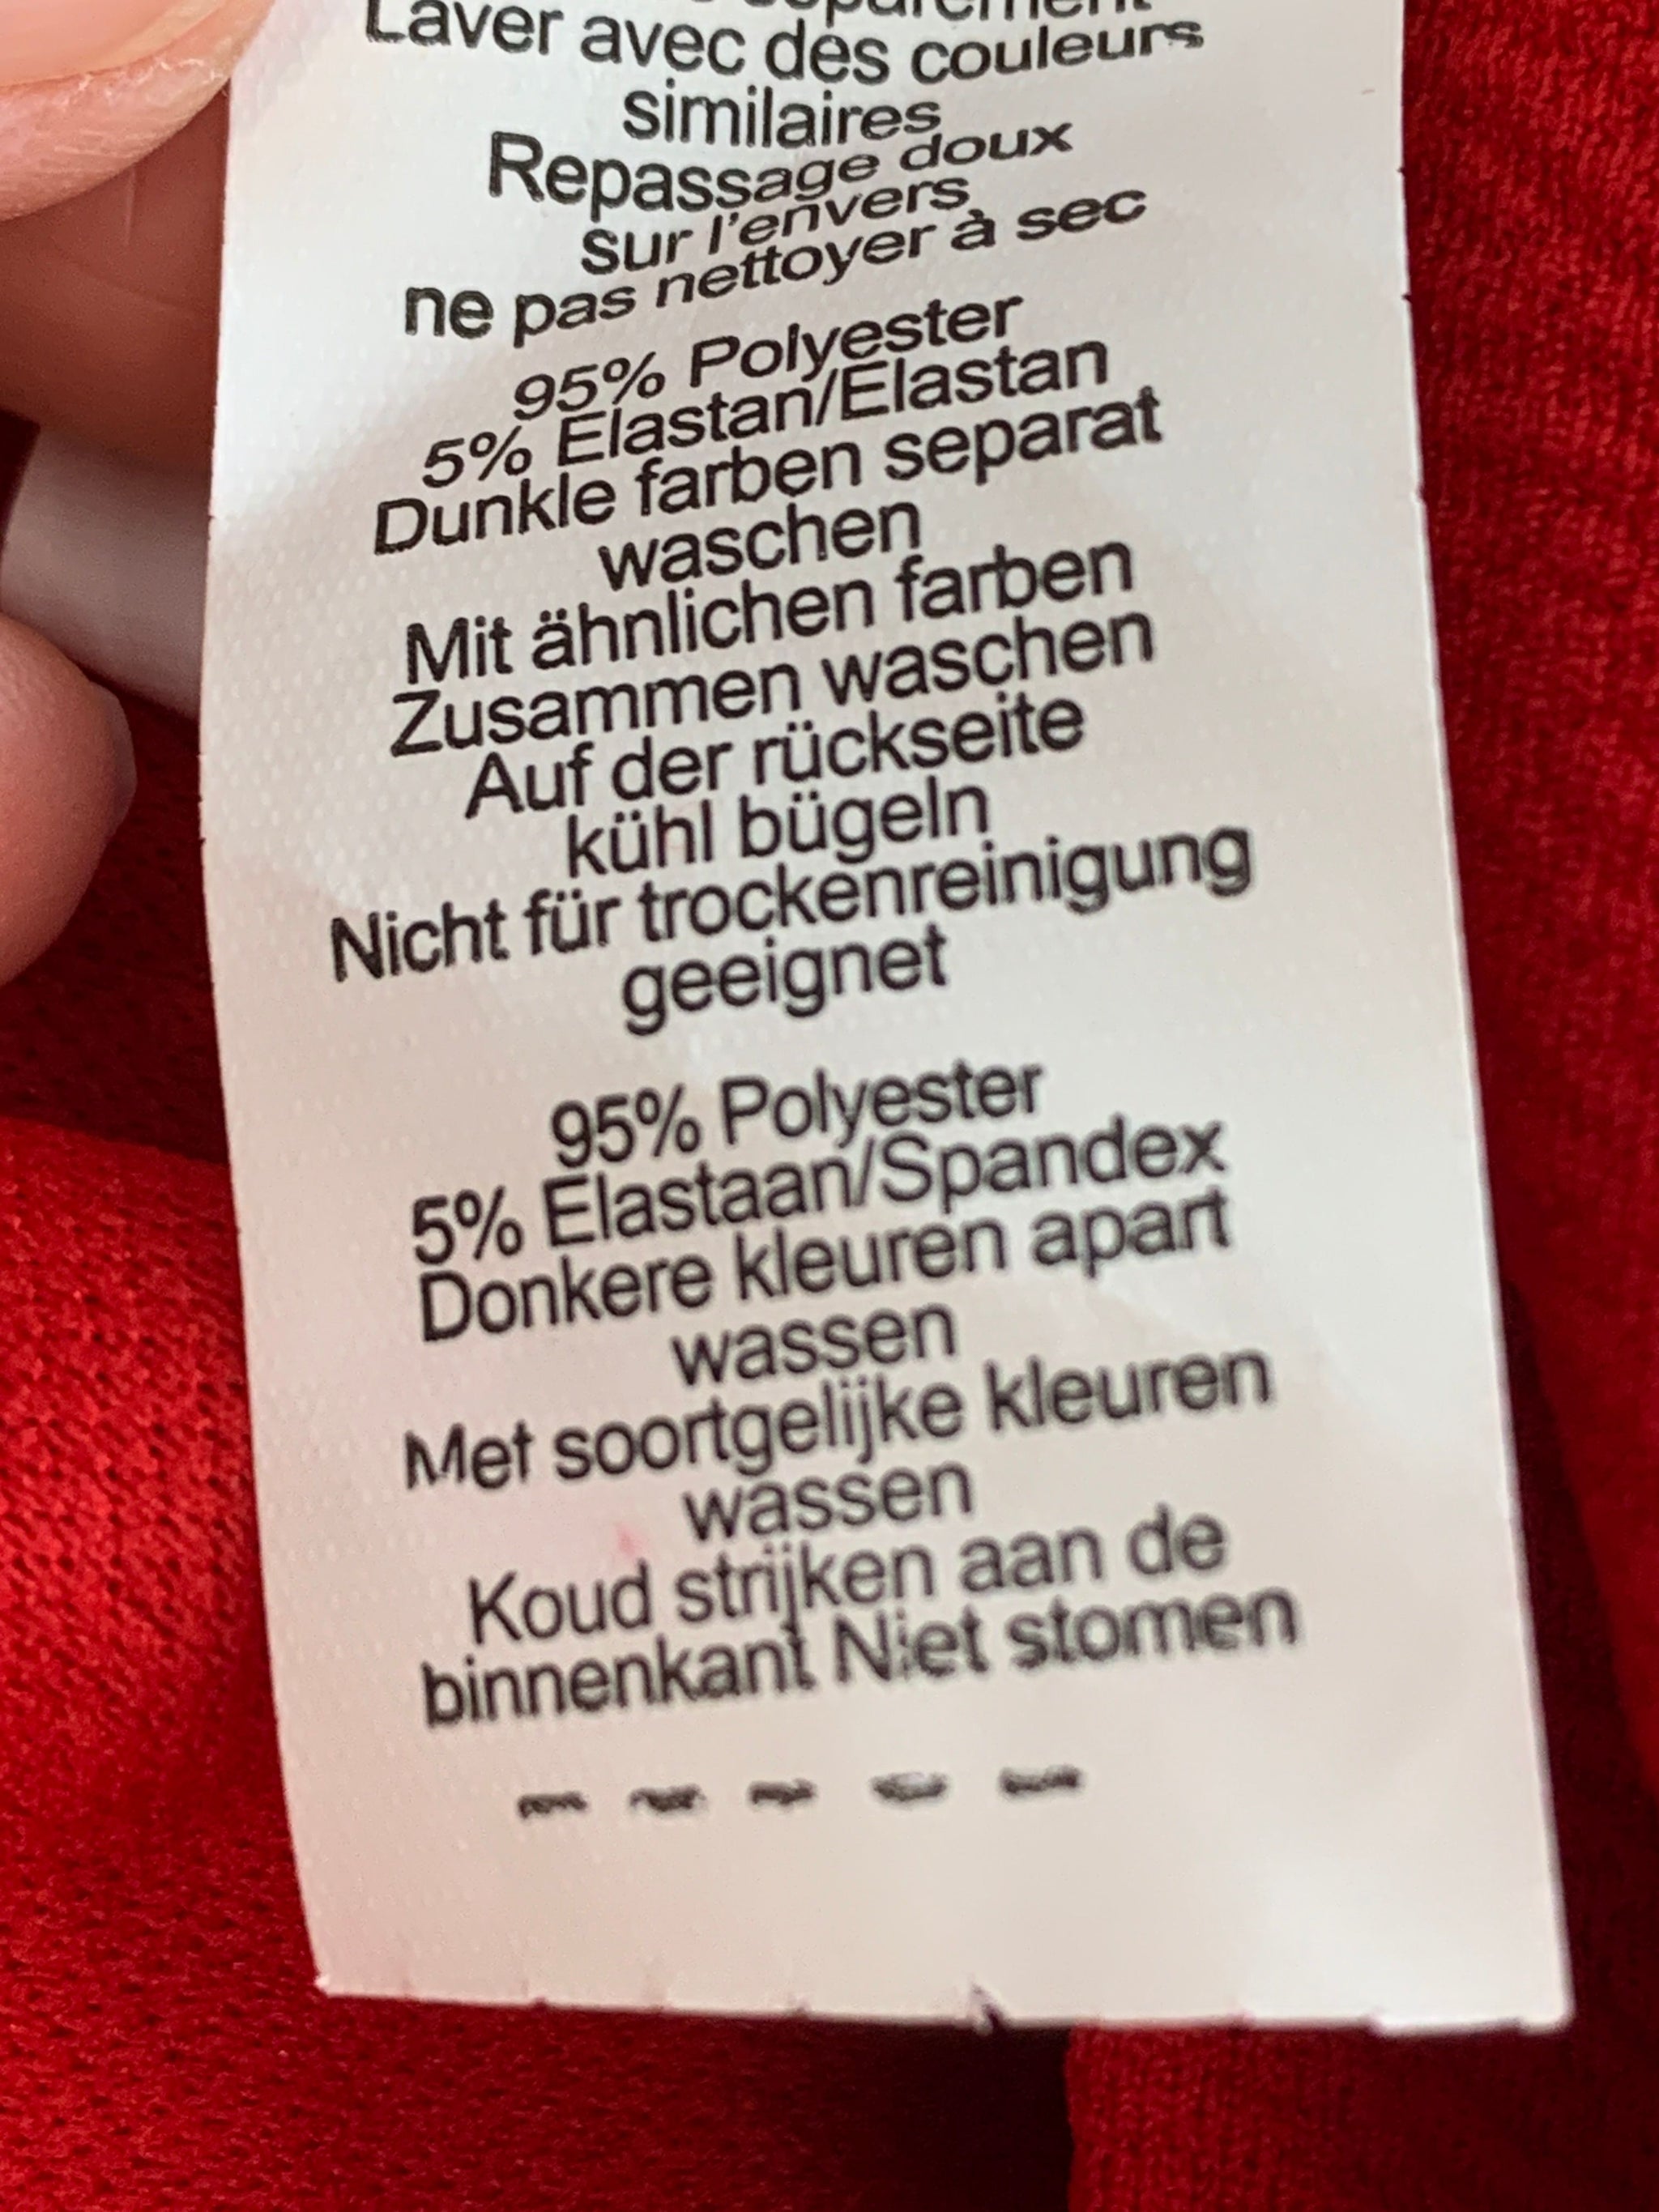 Laver avec des couleurs
similaires
Repassage doux
sur l'envers
ne pas nettoyer à sec
95% Polyester
5% Elastan/Elastan
Dunkle farben separat
waschen
Mit ähnlichen farben
Zusammen waschen
Auf der rückseite
kühl bügeln
Nicht für trockenreinigung
geeignet
95% Polyester
5% Elastaan/Spandex
Donkere kleuren apart
wassen
Met soortgelijke kleuren
wassen
Koud strijken aan de
binnenkant Niet stomen